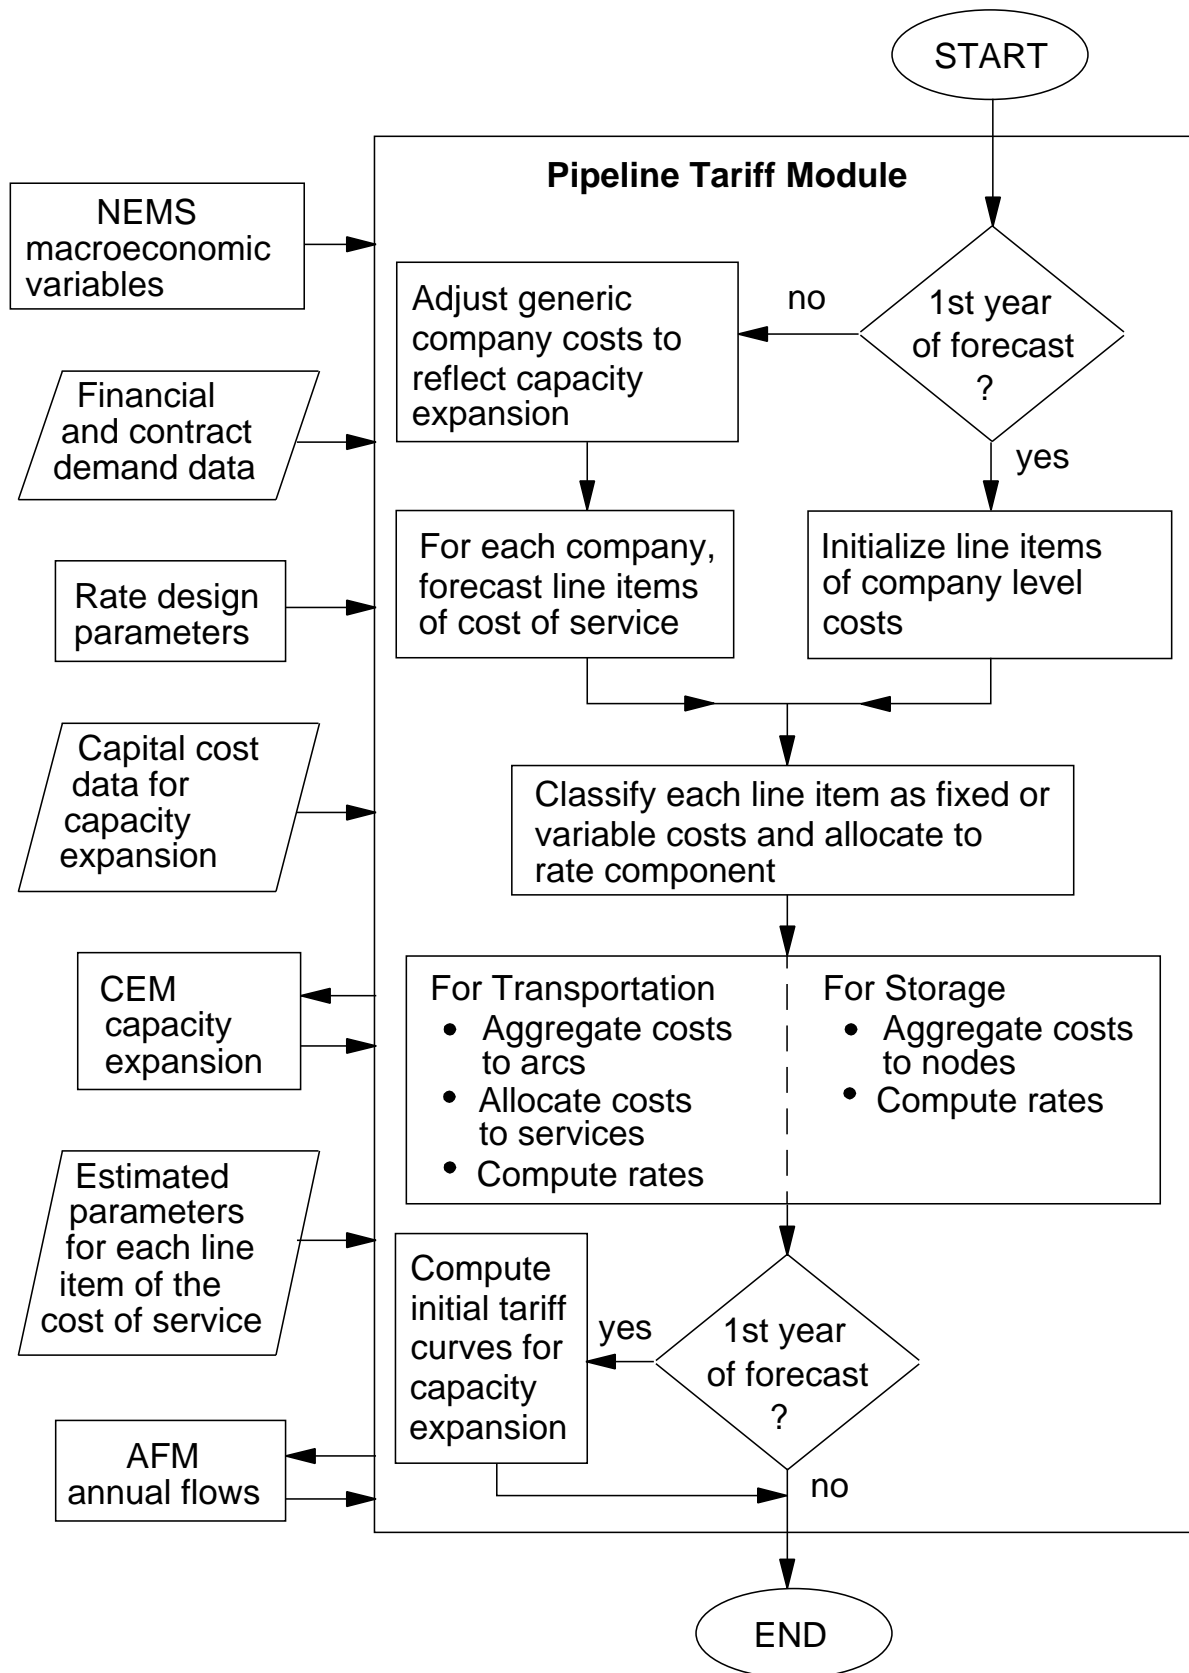 START
Pipeline Tariff Module
NEMS
macroeconomic
variables
Adjust generic
company costs to
reflect capacity
expansion
no
1st year
of forecast
?
yes
Financial
and contract
demand data
For each company,
forecast line items
of cost of service
Initialize line items
of company level
costs
Rate design
parameters
Capital cost
data for
capacity
expansion
Classify each line item as fixed or
variable costs and allocate to
rate component
CEM
capacity
expansion
For Transportation
• Aggregate costs
to arcs
• Allocate costs
to services
• Compute rates
For Storage
• Aggregate costs
to nodes
• Compute rates
Estimated
parameters
for each line
item of the
cost of service
Compute
initial tariff
curves for
capacity
expansion
yes
1st year
of forecast
?
no
AFM
annual flows
END